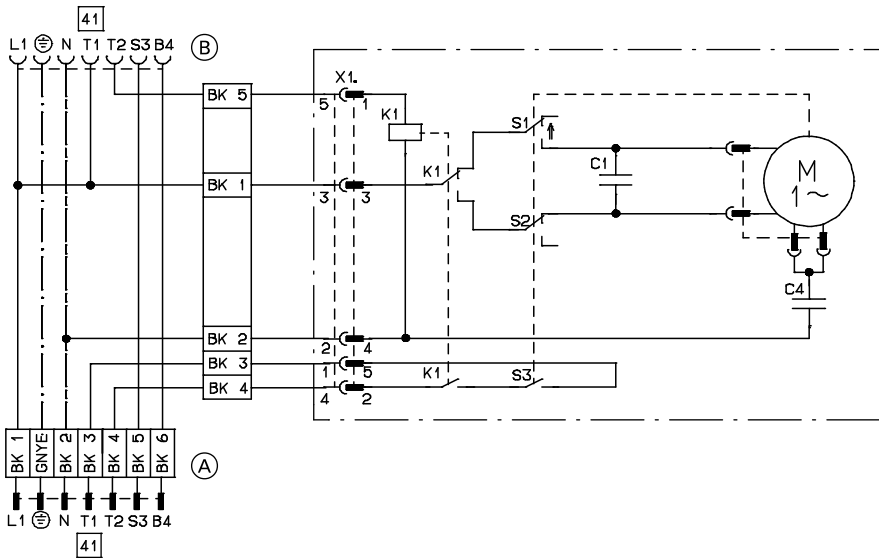 41
L1 N T1 T2 S3 B4 B
BK 5
BK 1
BK 2
BK 3
BK 4
X1.
5 1
3 3
2 4
1 5
4 2
K1
K1
S1
S2
C1
M
1~
C4
K1
S3
BK 1
GNYE
BK 2
BK 3
BK 4
BK 5
BK 6
A
L1 N T1 T2 S3 B4
41